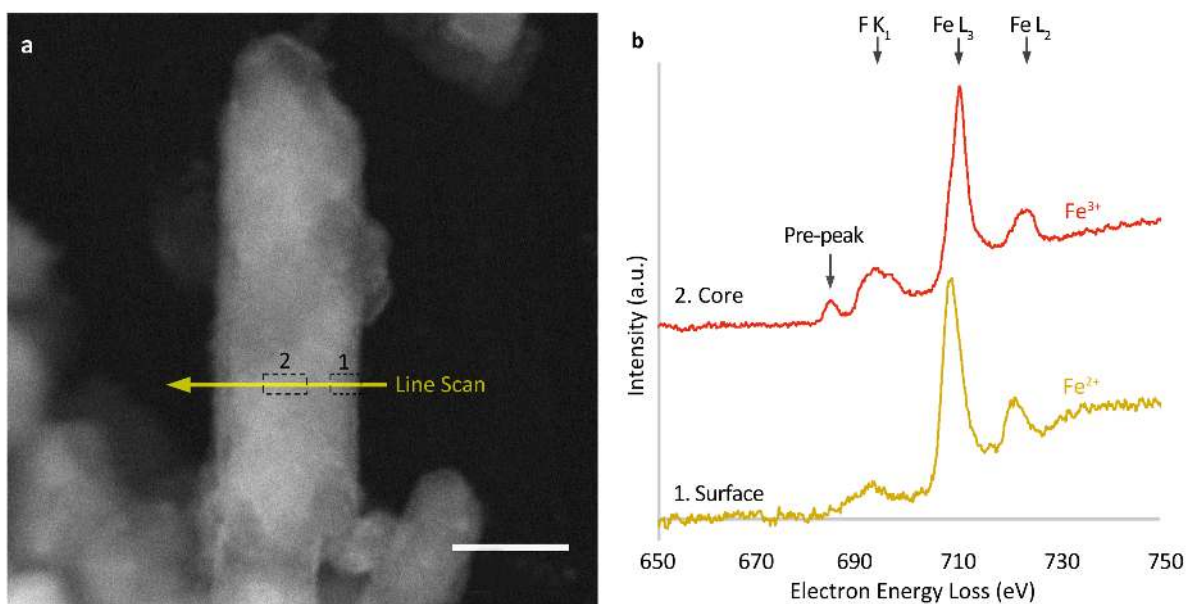 a
2
1
Line Scan
b
F K₁
Fe L₃
Fe L₂
Fe³⁺
Pre-peak
2. Core
Fe²⁺
1. Surface
Intensity (a.u.)
650
670
690
710
730
750
Electron Energy Loss (eV)